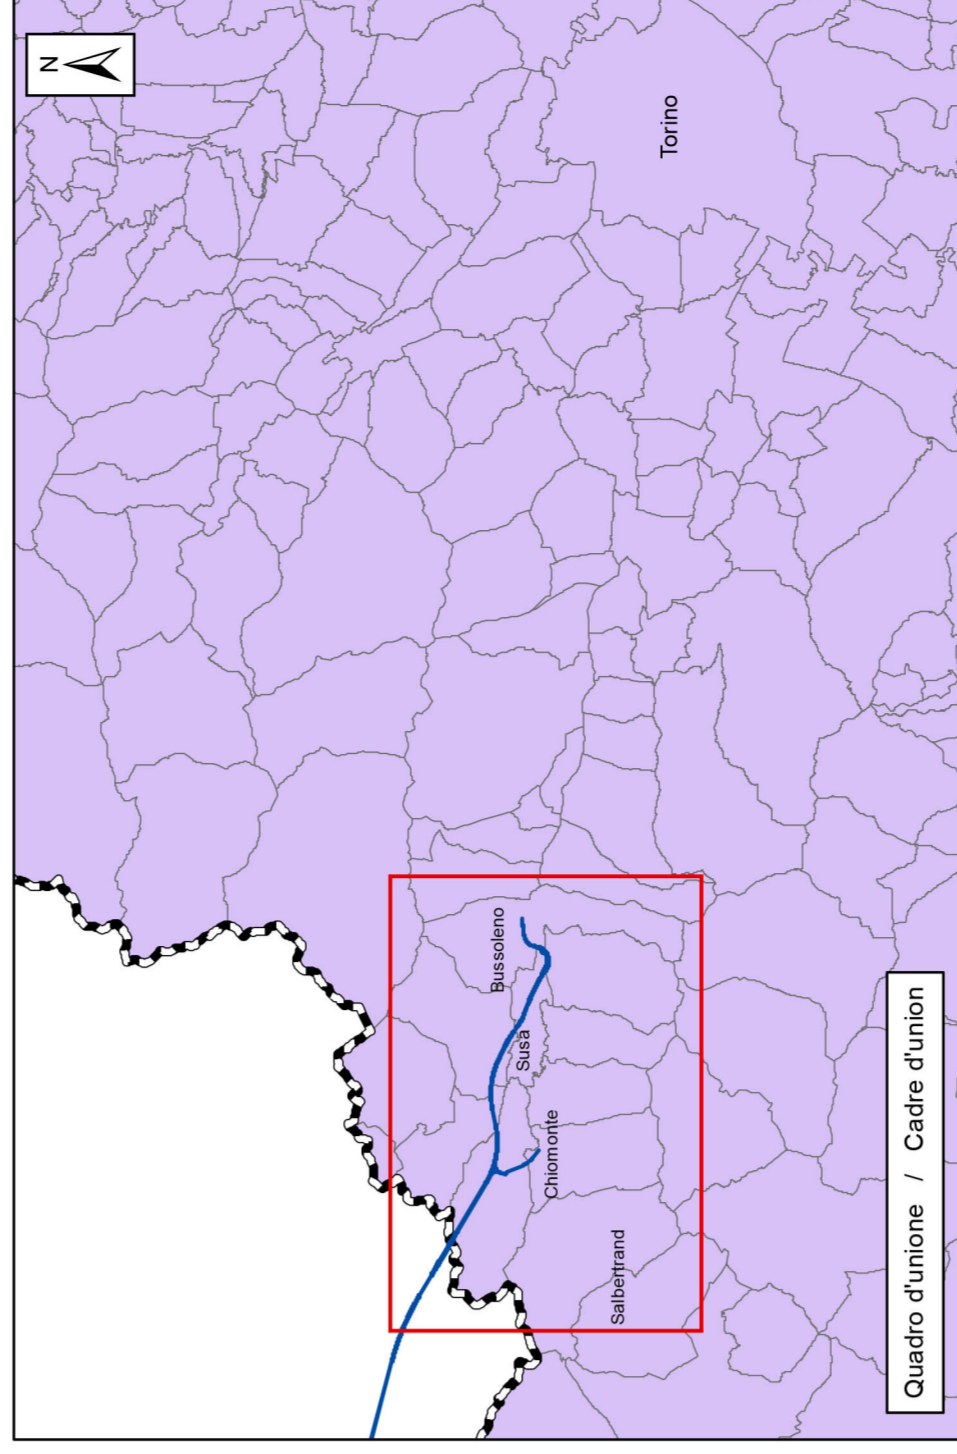 N
Torino
Bussoleno
Susa
Chiomonte
Salbertrand
Quadro d'unione / Cadre d'union